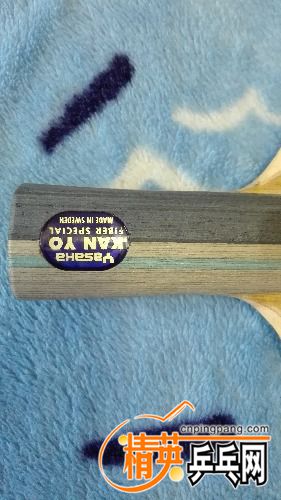 Yasaka
KAN YO
FIBER SPECIAL
MADE IN SWEDEN
cnpingpang.com
精英乒乓网